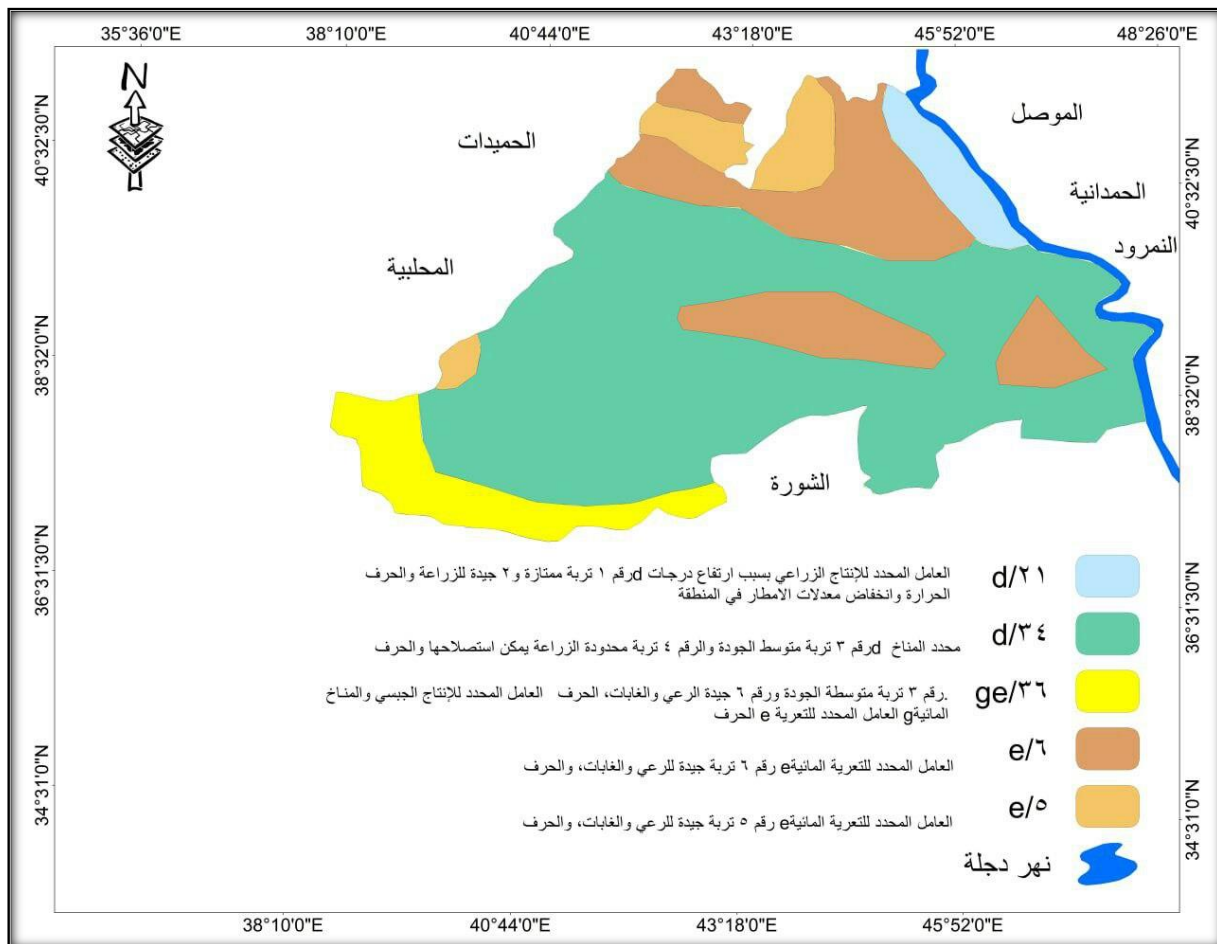 35°36'0"E 38°10'0"E 40°44'0"E 43°18'0"E 45°52'0"E 48°26'0"E
N
40°32'30"N
40°32'30"N
الموصل
الحميدات
الحمدانية
النمرود
المحلبية
38°32'0"N
38°32'0"N
الشورة
36°31'30"N
36°31'30"N
d/٢١
العامل المحدد للإنتاج الزراعي بسبب ارتفاع درجات dرقم ١ تربة ممتازة و٢ جيدة للزراعة والحرف
الحرارة وانخفاض معدلات الامطار في المنطقة
d/٣٤
محدد المناخ dرقم ٣ تربة متوسط الجودة والرقم ٤ تربة محدودة الزراعة يمكن استصلاحها والحرف
ge/٣٦
.رقم ٣ تربة متوسطة الجودة ورقم ٦ جيدة الرعي والغابات، الحرف العامل المحدد للإنتاج الجبسي والمناخ
المائيةg العامل المحدد للتعرية e الحرف
e/٦
العامل المحدد للتعرية المائيةe رقم ٦ تربة جيدة للرعي والغابات، والحرف
e/٥
العامل المحدد للتعرية المائيةe رقم ٥ تربة جيدة للرعي والغابات، والحرف
نهر دجلة
34°31'0"N
34°31'0"N
38°10'0"E 40°44'0"E 43°18'0"E 45°52'0"E